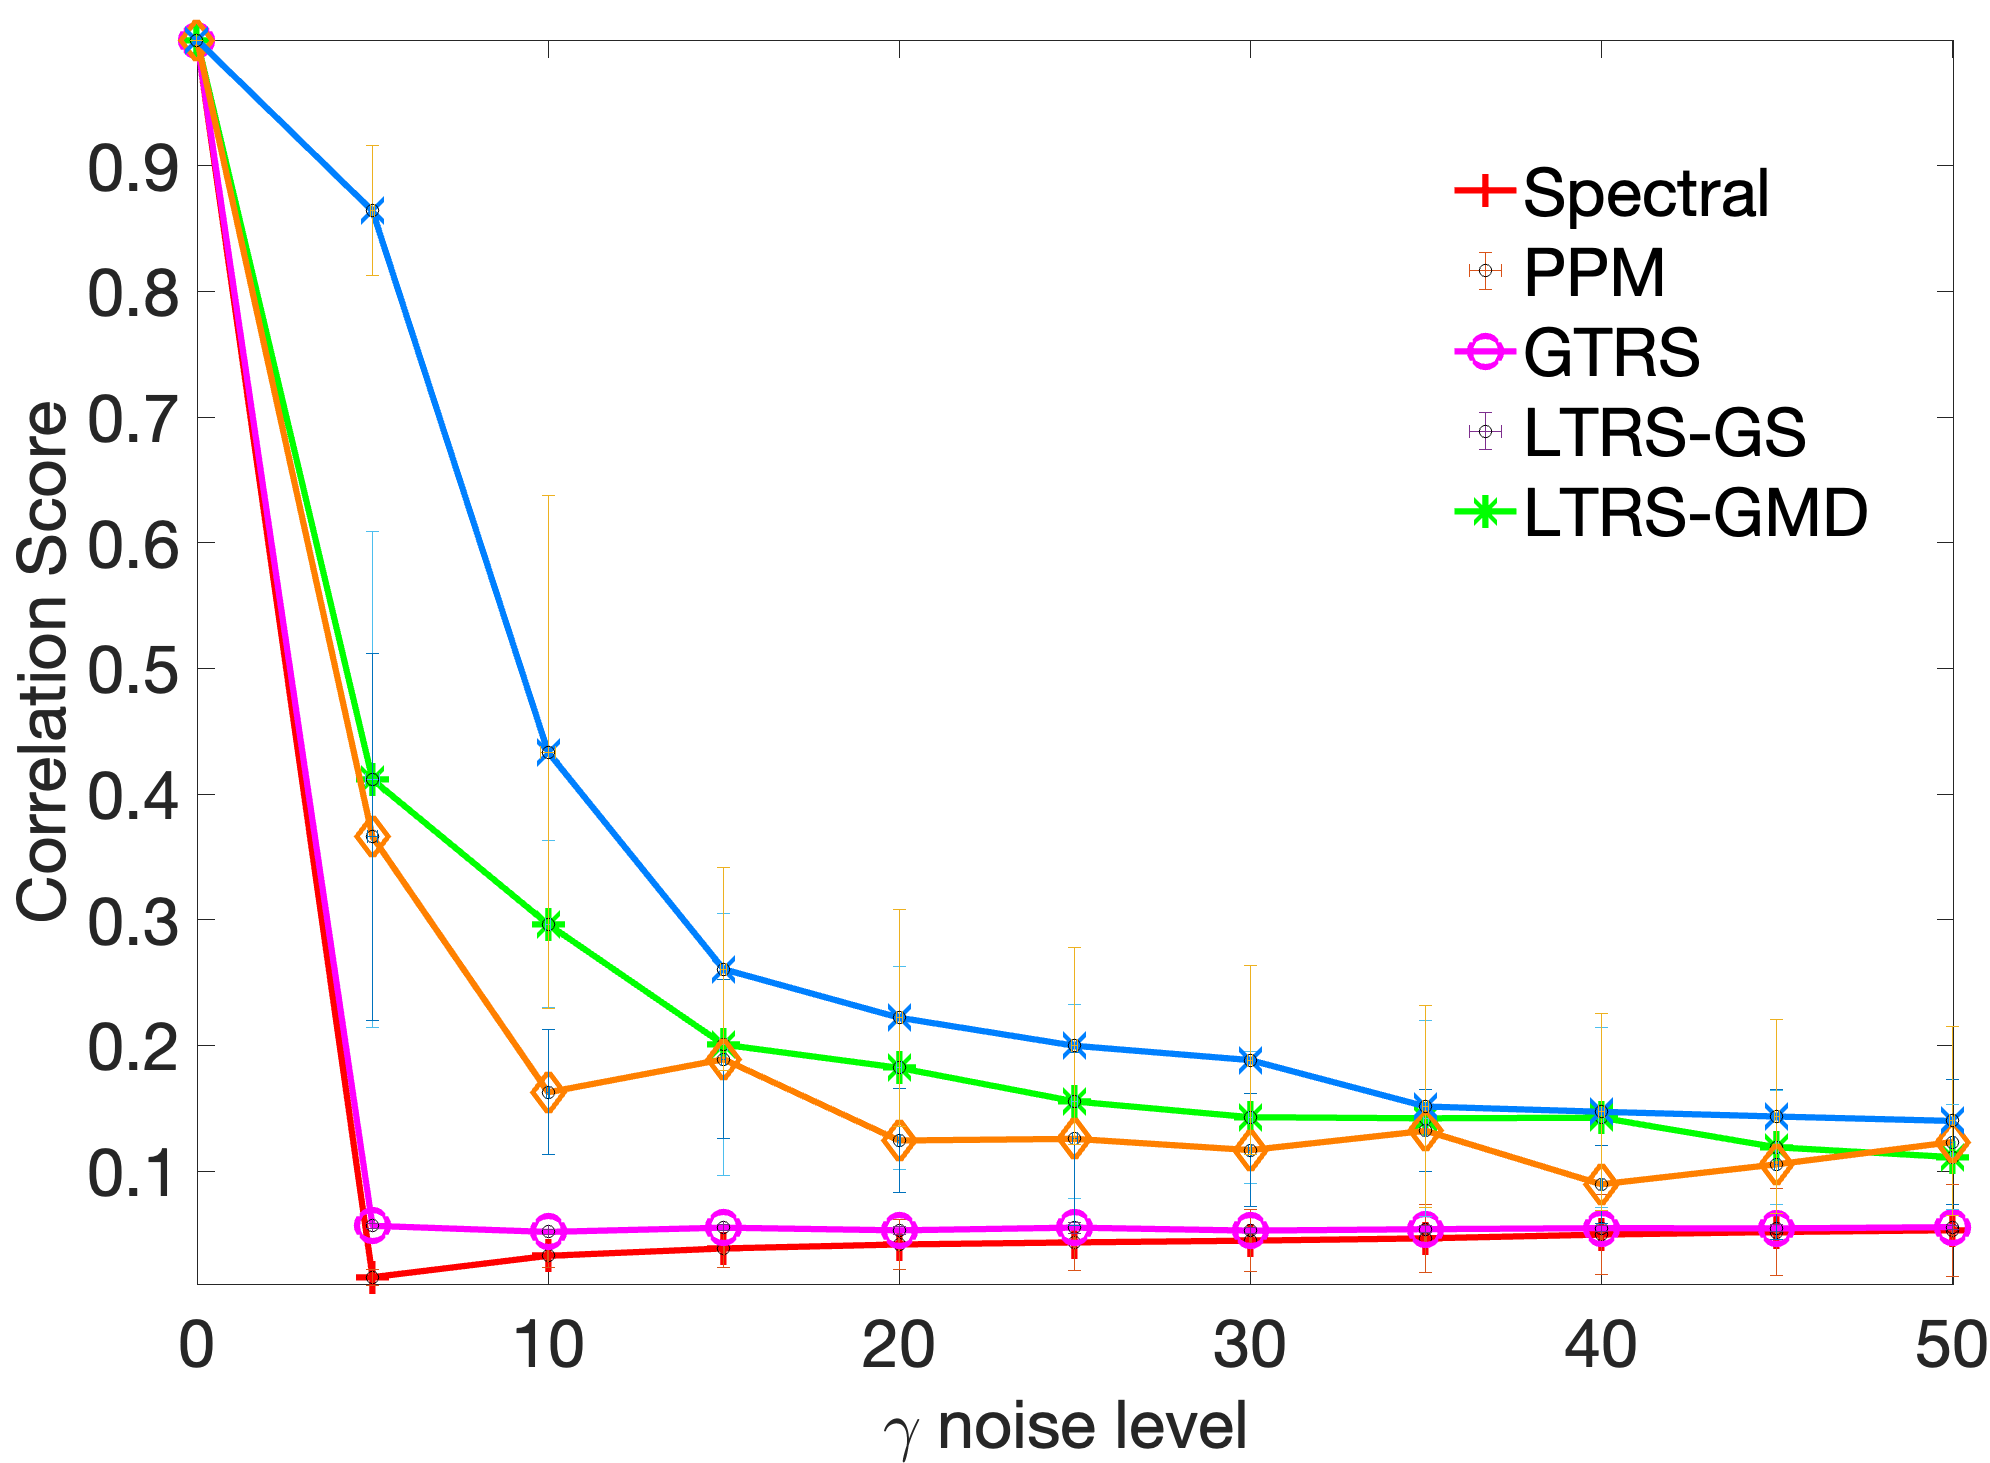 0.9
0.8
0.7
0.6
0.5
0.4
0.3
0.2
0.1
Correlation Score
Spectral
PPM
GTRS
LTRS-GS
LTRS-GMD
0 10 20 30 40 50
γ noise level